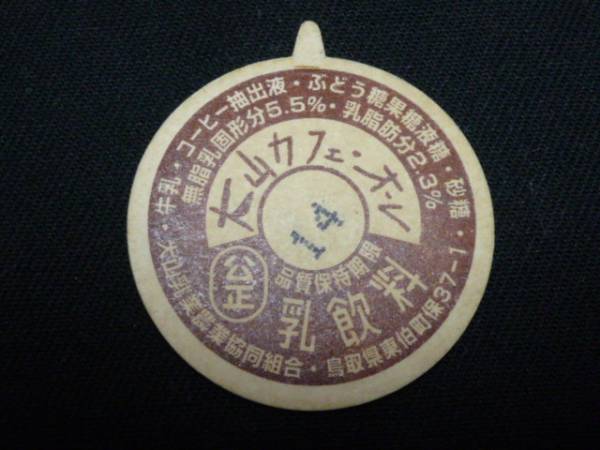 牛乳・コーヒー抽出液・ぶどう糖果糖液糖・砂糖・
無脂乳固形分5.5%・乳脂肪分2.3%
大山カフェ・オ・レ
品質保持期限
公正
乳飲料
大山乳業農業協同組合・鳥取県東伯町保37-1・